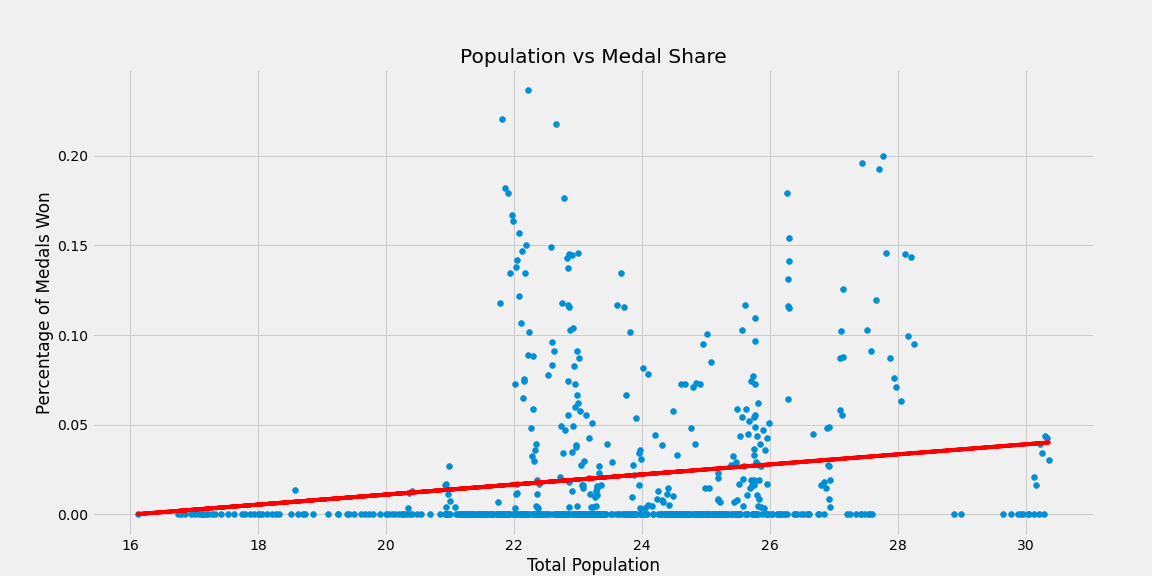 Population vs Medal Share
Percentage of Medals Won
0.20
0.15
0.10
0.05
0.00
16 18 20 22 24 26 28 30
Total Population